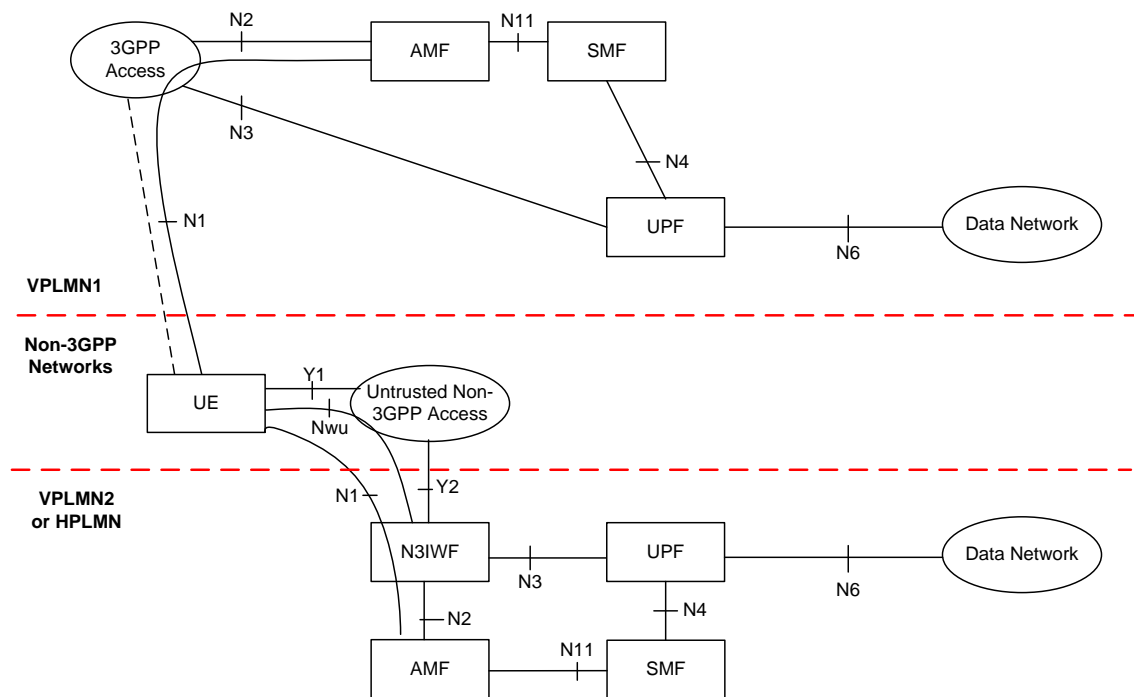 N2
N11
3GPP
Access
AMF
SMF
N3
N4
N1
UPF
Data Network
N6
VPLMN1
Non-3GPP
Networks
Y1
Untrusted Non-
3GPP Access
UE
Nwu
VPLMN2
or HPLMN
N1
Y2
N3IWF
UPF
Data Network
N3
N6
N2
N4
N11
AMF
SMF